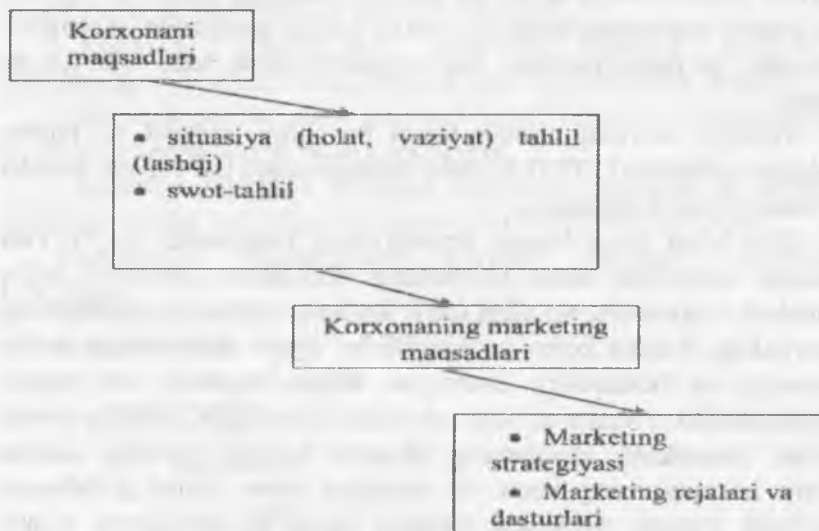 Korxonani
maqsadlari
• situasiya (holat, vaziyat) tahlil
(tashqi)
• swot-tahlil
Korxonaning marketing
maqsadlari
• Marketing
strategiyasi
• Marketing rejalari va
dasturlari